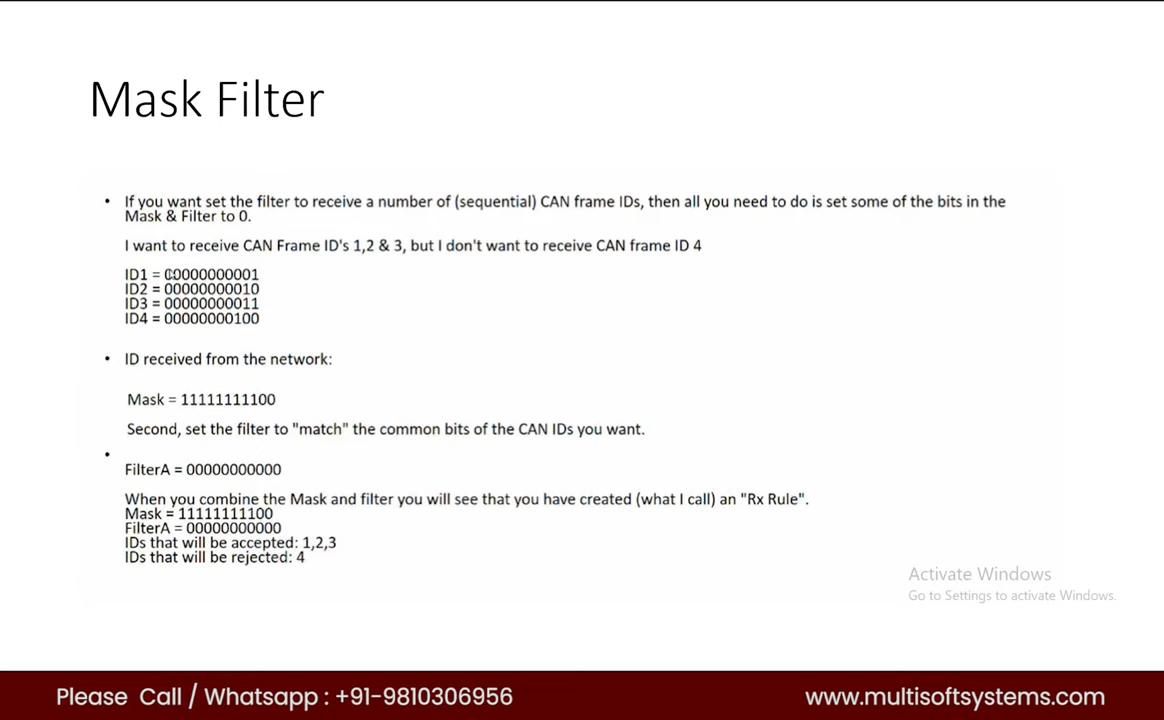 Mask Filter
• If you want set the filter to receive a number of (sequential) CAN frame IDs, then all you need to do is set some of the bits in the
Mask & Filter to 0.
I want to receive CAN Frame ID's 1,2 & 3, but I don't want to receive CAN frame ID 4
ID1 = 00000000001
ID2 = 00000000010
ID3 = 00000000011
ID4 = 00000000100
• ID received from the network:
Mask = 11111111100
Second, set the filter to "match" the common bits of the CAN IDs you want.
•
FilterA = 00000000000
When you combine the Mask and filter you will see that you have created (what I call) an "Rx Rule".
Mask = 11111111100
FilterA = 00000000000
IDs that will be accepted: 1,2,3
IDs that will be rejected: 4
Activate Windows
Go to Settings to activate Windows.
Please Call / Whatsapp : +91-9810306956
www.multisoftsystems.com